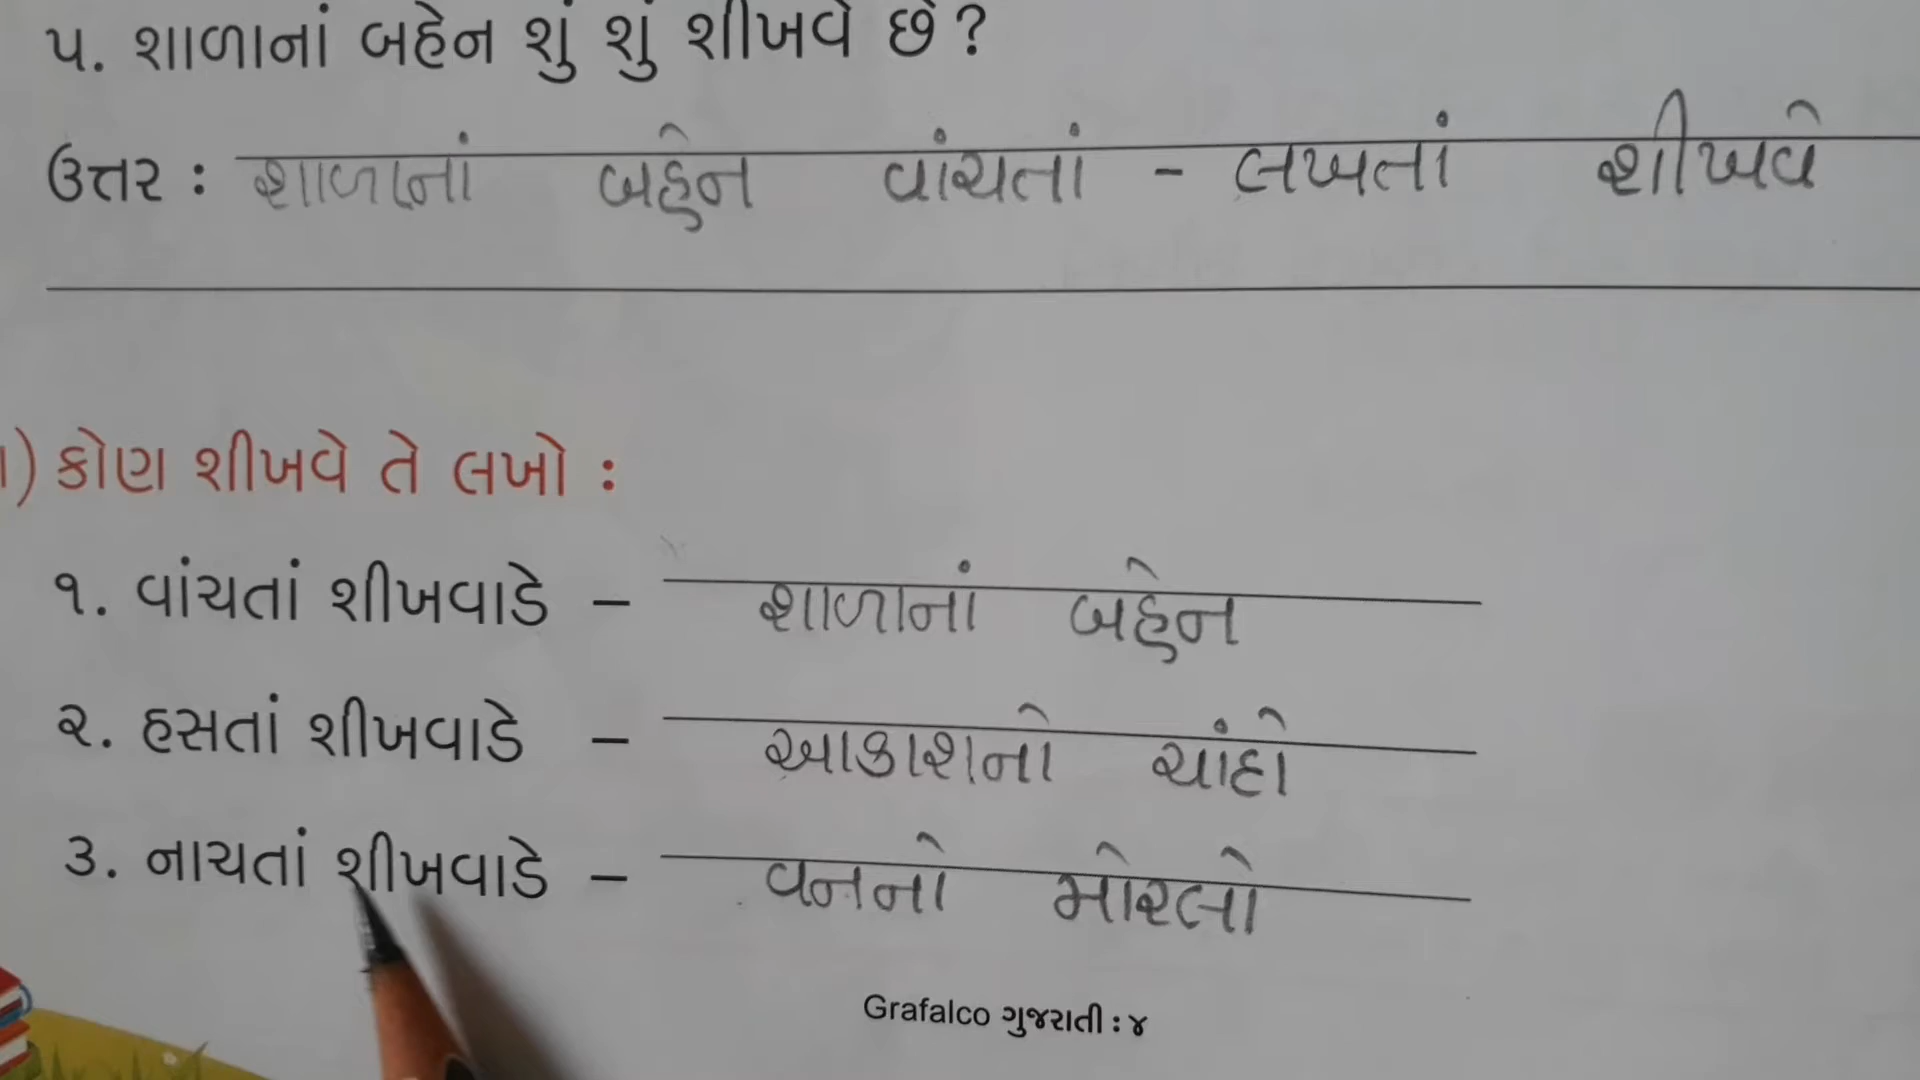 ૫. શાળાનાં બહેન શું શું શીખવે છે?
ઉત્તર : શાળાનાં બહેન વાંચતાં - લખતાં શીખવે
કોણ શીખવે તે લખો :
૧. વાંચતાં શીખવાડે – શાળાનાં બહેન
૨. હસતાં શીખવાડે – આકાશનો ચાંદો
૩. નાચતાં શીખવાડે – વનનો મોરલો
Grafalco ગુજરાતી : ૪